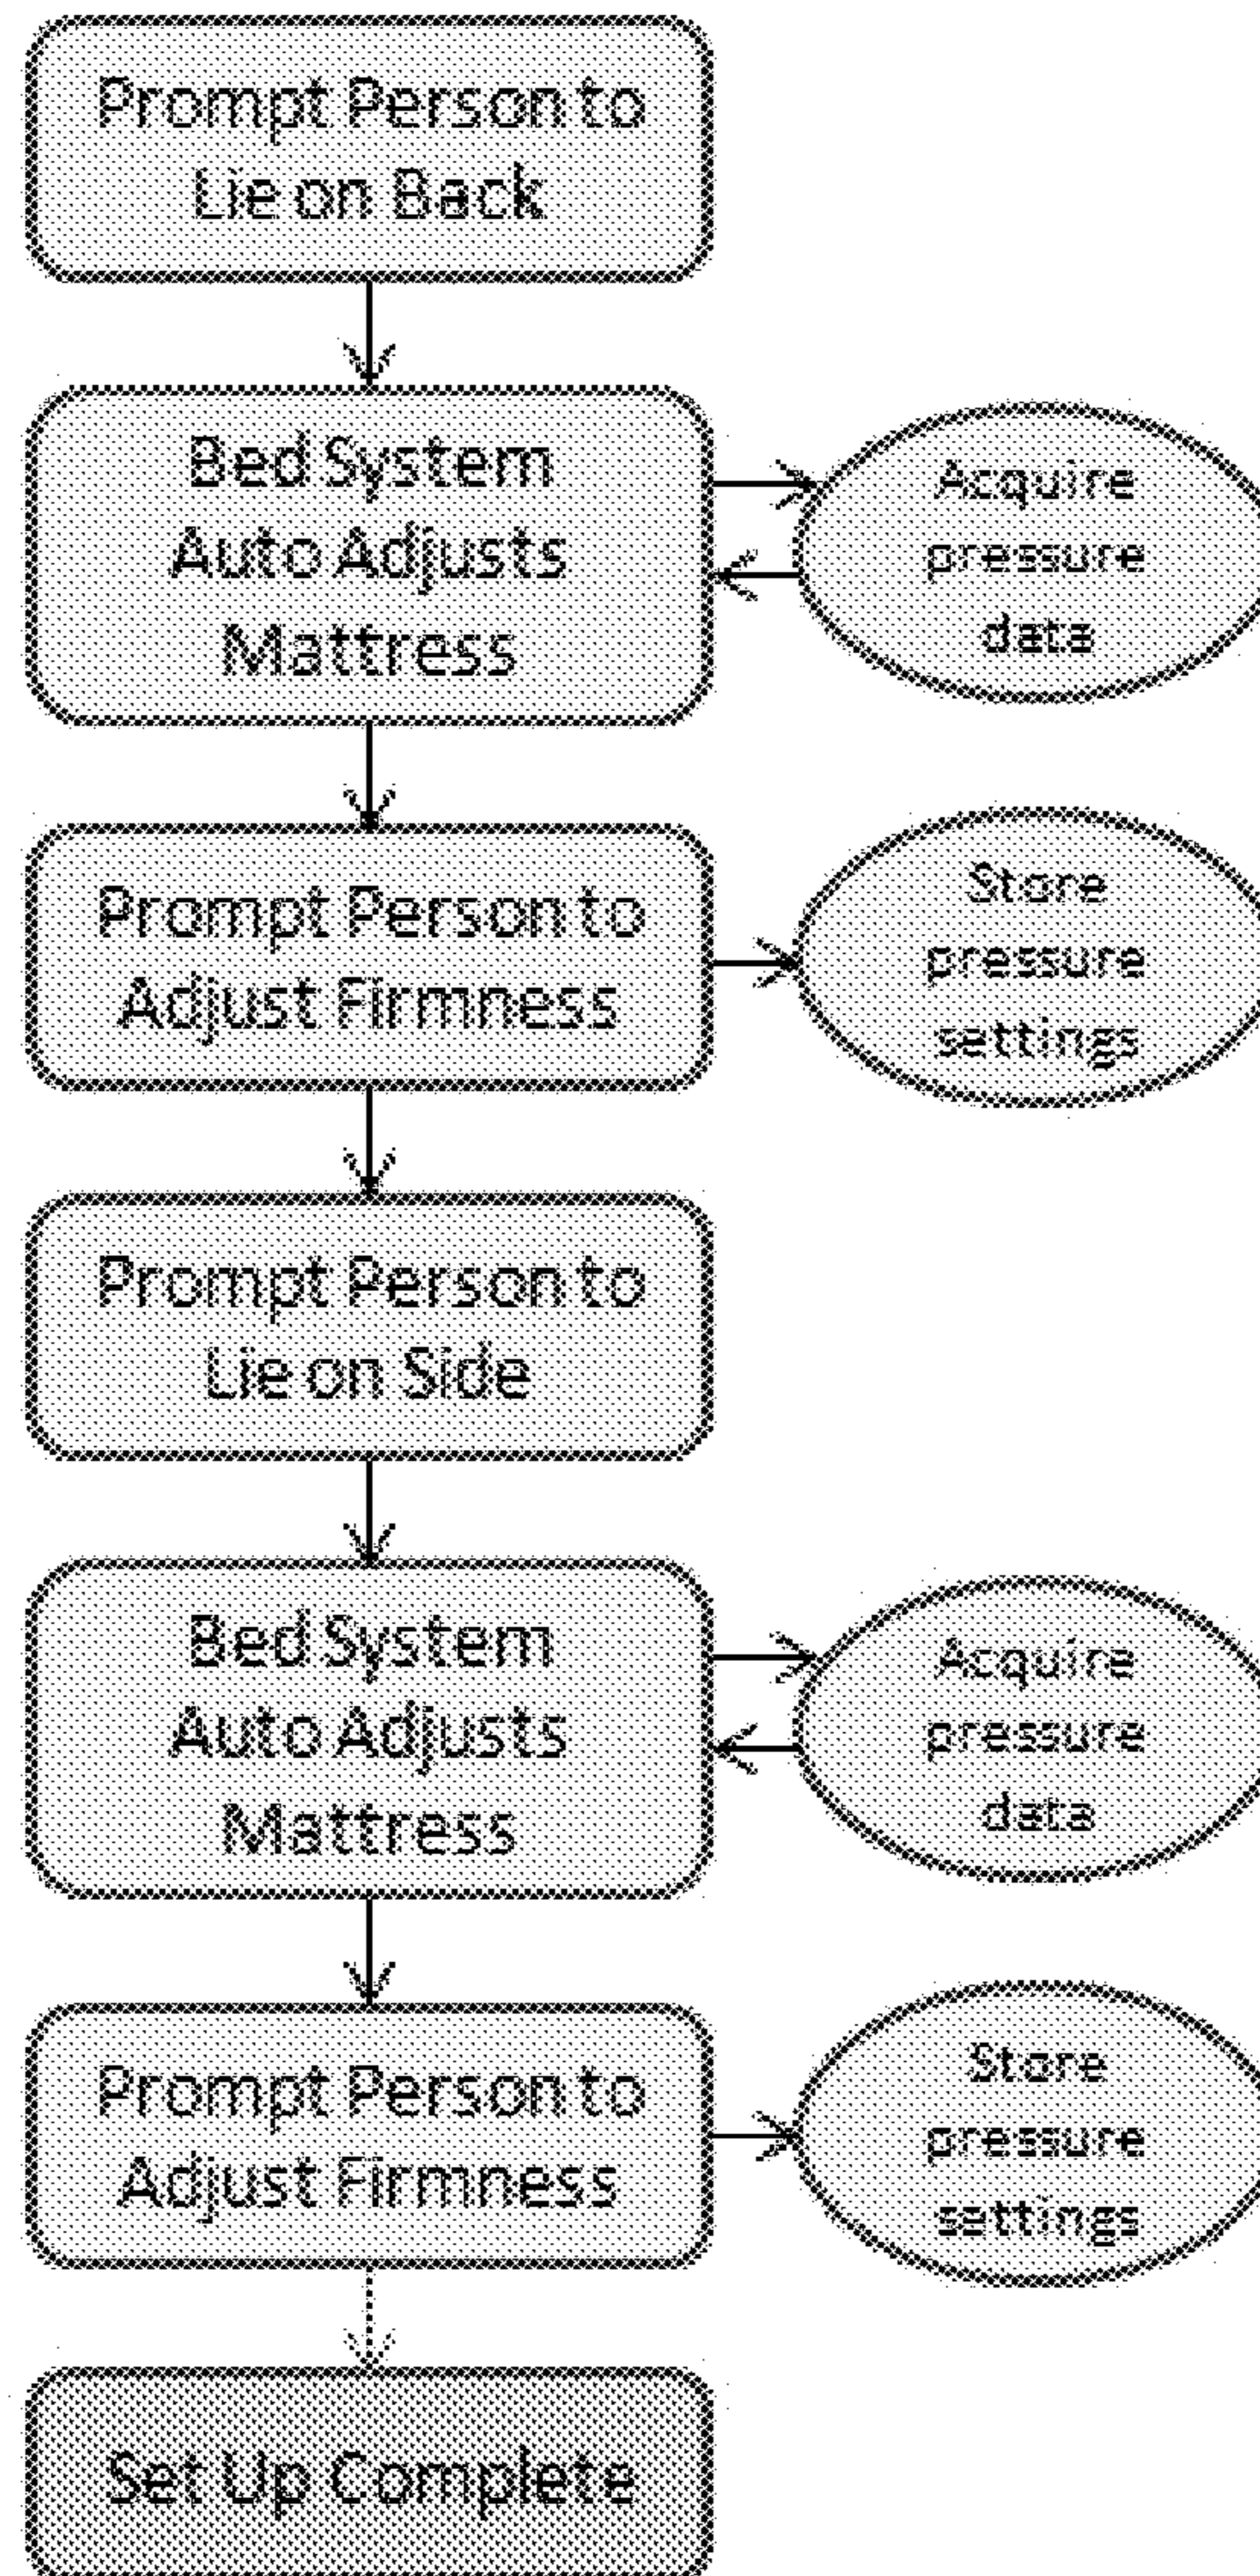 Prompt Person to
Lie on Back
Bed System
Auto Adjusts
Mattress
Acquire
pressure
data
Prompt Person to
Adjust Firmness
Store
pressure
settings
Prompt Person to
Lie on Side
Bed System
Auto Adjusts
Mattress
Acquire
pressure
data
Prompt Person to
Adjust Firmness
Store
pressure
settings
Set Up Complete